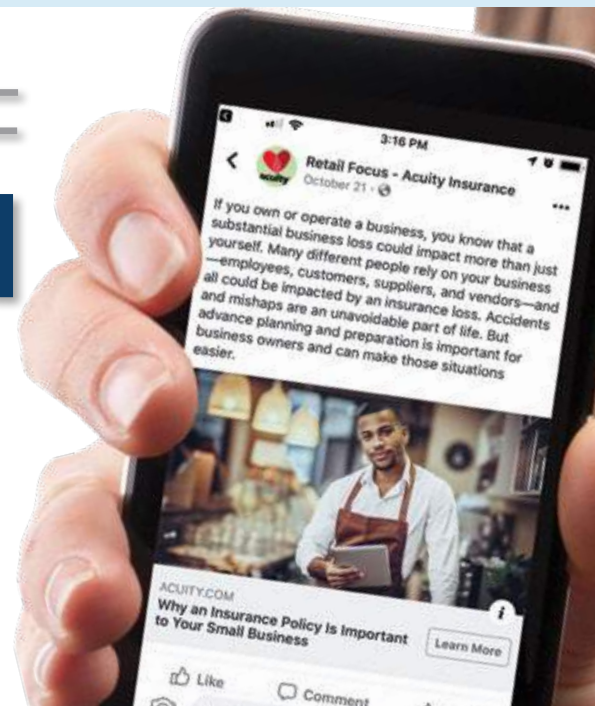 3:16 PM
acuity
Retail Focus - Acuity Insurance
October 21 ·
If you own or operate a business, you know that a
substantial business loss could impact more than just
yourself. Many different people rely on your business
—employees, customers, suppliers, and vendors—and
all could be impacted by an insurance loss. Accidents
and mishaps are an unavoidable part of life. But
advance planning and preparation is important for
business owners and can make those situations
easier.
i
ACUITY.COM
Why an Insurance Policy Is Important
to Your Small Business
Learn More
Like
Comment